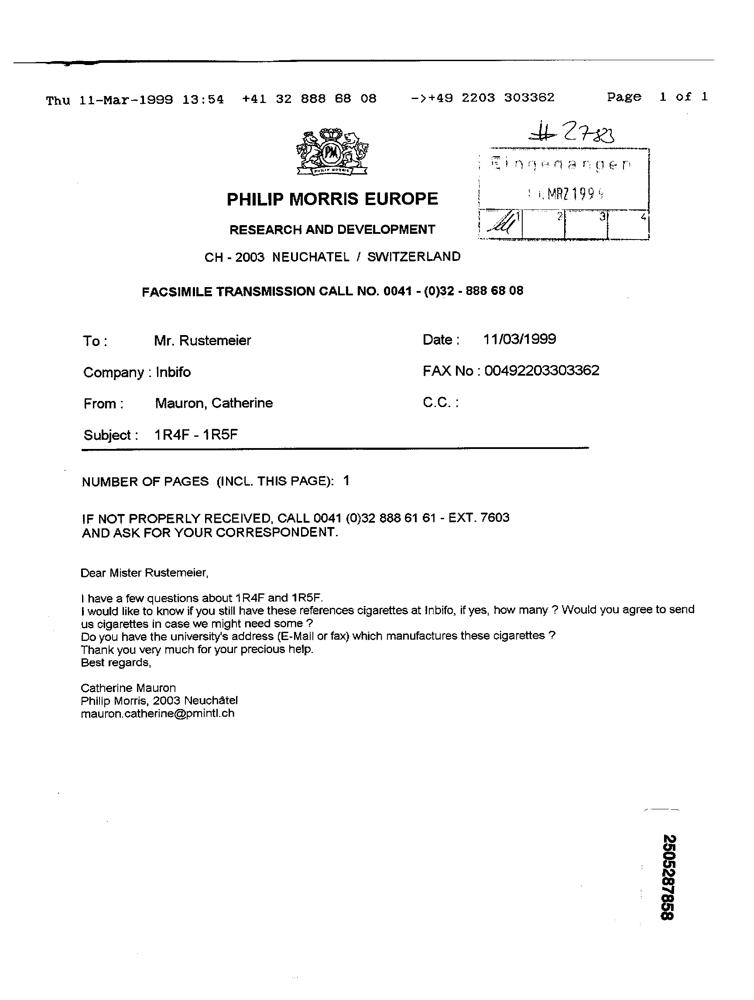 Thu 11-Mar-1999 13:54 +41 32 888 68 08 ->+49 2203 303362 Page 1 of 1
# 2783
Eingegangen
MRZ 1999
1 2 3 4
PM
PHILIP MORRIS
PHILIP MORRIS EUROPE
RESEARCH AND DEVELOPMENT
CH - 2003 NEUCHATEL / SWITZERLAND
FACSIMILE TRANSMISSION CALL NO. 0041 - (0)32 - 888 68 08
To : Mr. Rustemeier Date : 11/03/1999
Company : Inbifo FAX No : 00492203303362
From : Mauron, Catherine C.C. :
Subject : 1R4F - 1R5F
NUMBER OF PAGES (INCL. THIS PAGE): 1
IF NOT PROPERLY RECEIVED, CALL 0041 (0)32 888 61 61 - EXT. 7603
AND ASK FOR YOUR CORRESPONDENT.
Dear Mister Rustemeier,
I have a few questions about 1R4F and 1R5F.
I would like to know if you still have these references cigarettes at Inbifo, if yes, how many ? Would you agree to send
us cigarettes in case we might need some ?
Do you have the university's address (E-Mail or fax) which manufactures these cigarettes ?
Thank you very much for your precious help.
Best regards,
Catherine Mauron
Philip Morris, 2003 Neuchâtel
mauron.catherine@pmintl.ch
2505287858